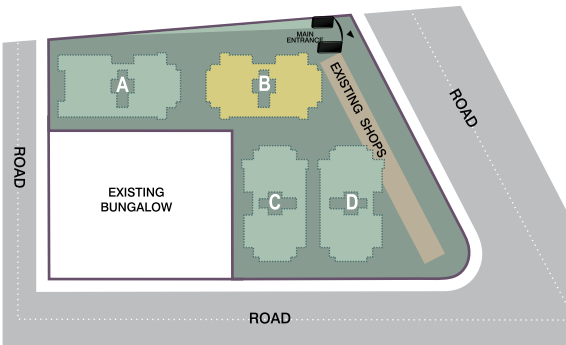 MAIN
ENTRANCE
A
B
EXISTING SHOPS
ROAD
ROAD
EXISTING
BUNGALOW
C
D
ROAD